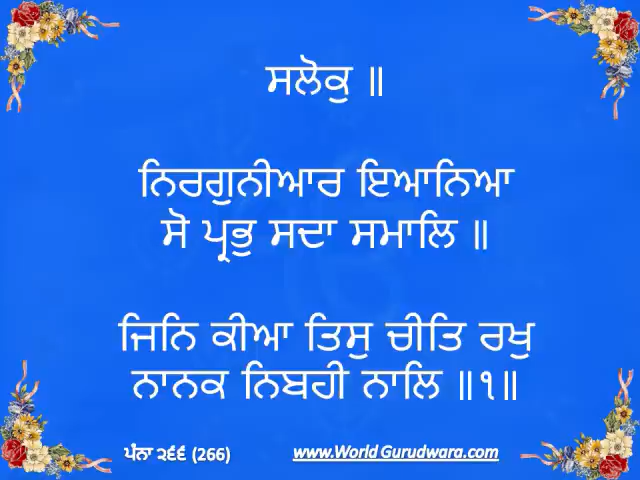 ਸਲੋਕੁ ॥
ਨਿਰਗੁਨੀਆਰ ਇਆਨਿਆ
ਸੋ ਪ੍ਰਭੁ ਸਦਾ ਸਮਾਲਿ ॥
ਜਿਨਿ ਕੀਆ ਤਿਸੁ ਚੀਤਿ ਰਖੁ
ਨਾਨਕ ਨਿਬਹੀ ਨਾਲਿ ॥੧॥
ਪੰਨਾ ੨੬੬ (266) www.World Gurudwara.com